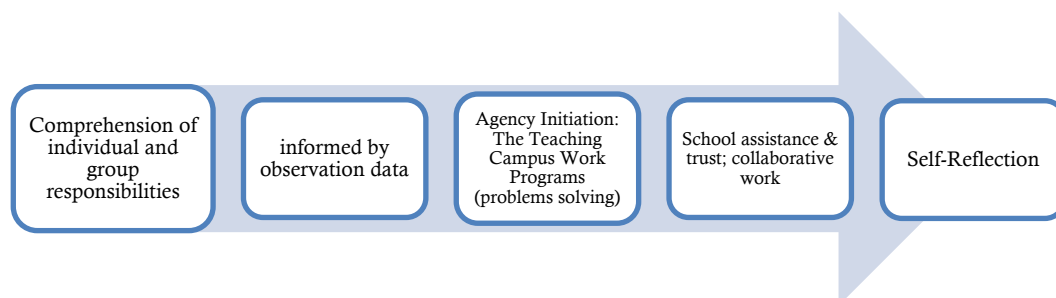 Comprehension of
individual and
group
responsibilities
informed by
observation data
Agency Initiation:
The Teaching
Campus Work
Programs
(problems solving)
School assistance &
trust; collaborative
work
Self-Reflection